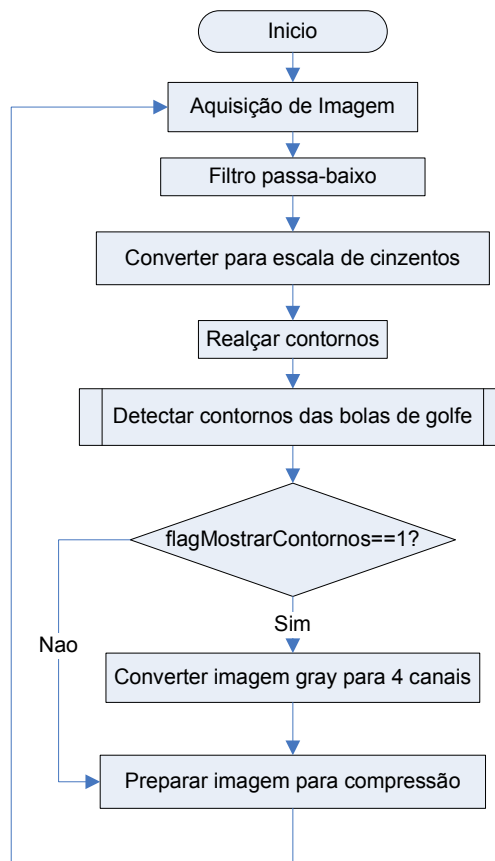 Inicio
Aquisição de Imagem
Filtro passa-baixo
Converter para escala de cinzentos
Realçar contornos
Detectar contornos das bolas de golfe
flagMostrarContornos==1?
Sim
Nao
Converter imagem gray para 4 canais
Preparar imagem para compressão